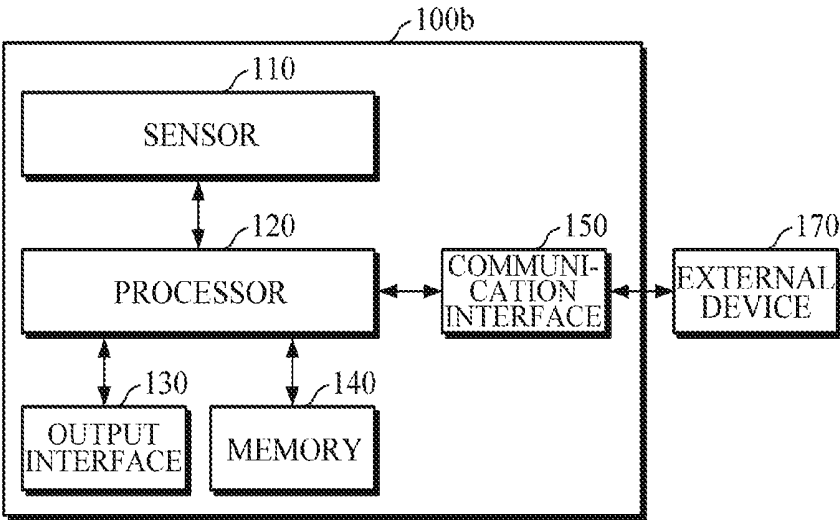 100b
110
SENSOR
120
PROCESSOR
150
COMMUNI-
CATION
INTERFACE
170
EXTERNAL
DEVICE
130
OUTPUT
INTERFACE
140
MEMORY